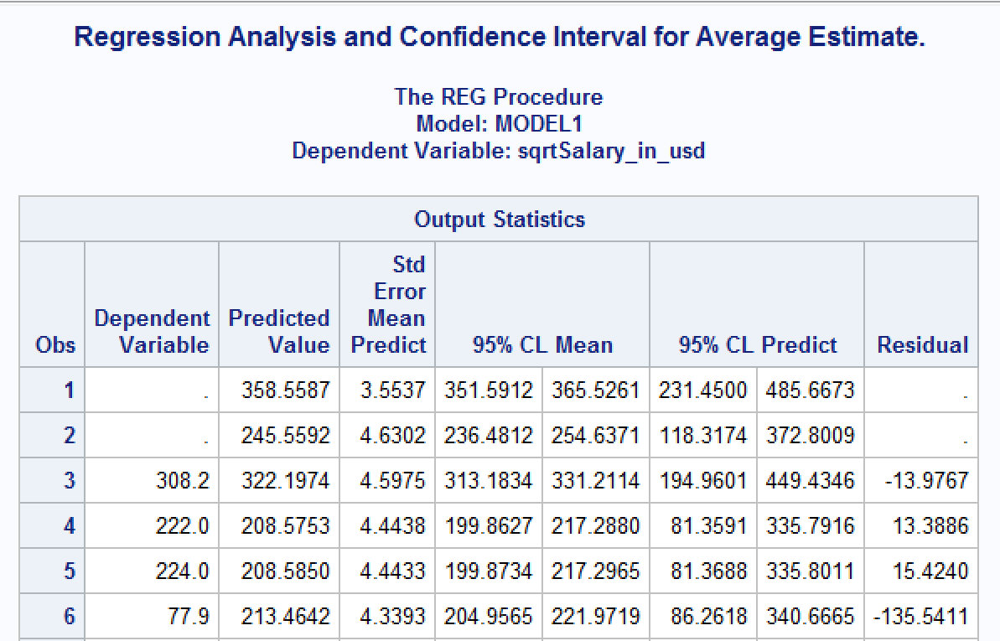 Regression Analysis and Confidence Interval for Average Estimate.
The REG Procedure
Model: MODEL1
Dependent Variable: sqrtSalary_in_usd
Output Statistics
Obs Dependent Variable Predicted Value Std Error Mean Predict 95% CL Mean 95% CL Predict Residual
1 . 358.5587 3.5537 351.5912 365.5261 231.4500 485.6673 .
2 . 245.5592 4.6302 236.4812 254.6371 118.3174 372.8009 .
3 308.2 322.1974 4.5975 313.1834 331.2114 194.9601 449.4346 -13.9767
4 222.0 208.5753 4.4438 199.8627 217.2880 81.3591 335.7916 13.3886
5 224.0 208.5850 4.4433 199.8734 217.2965 81.3688 335.8011 15.4240
6 77.9 213.4642 4.3393 204.9565 221.9719 86.2618 340.6665 -135.5411